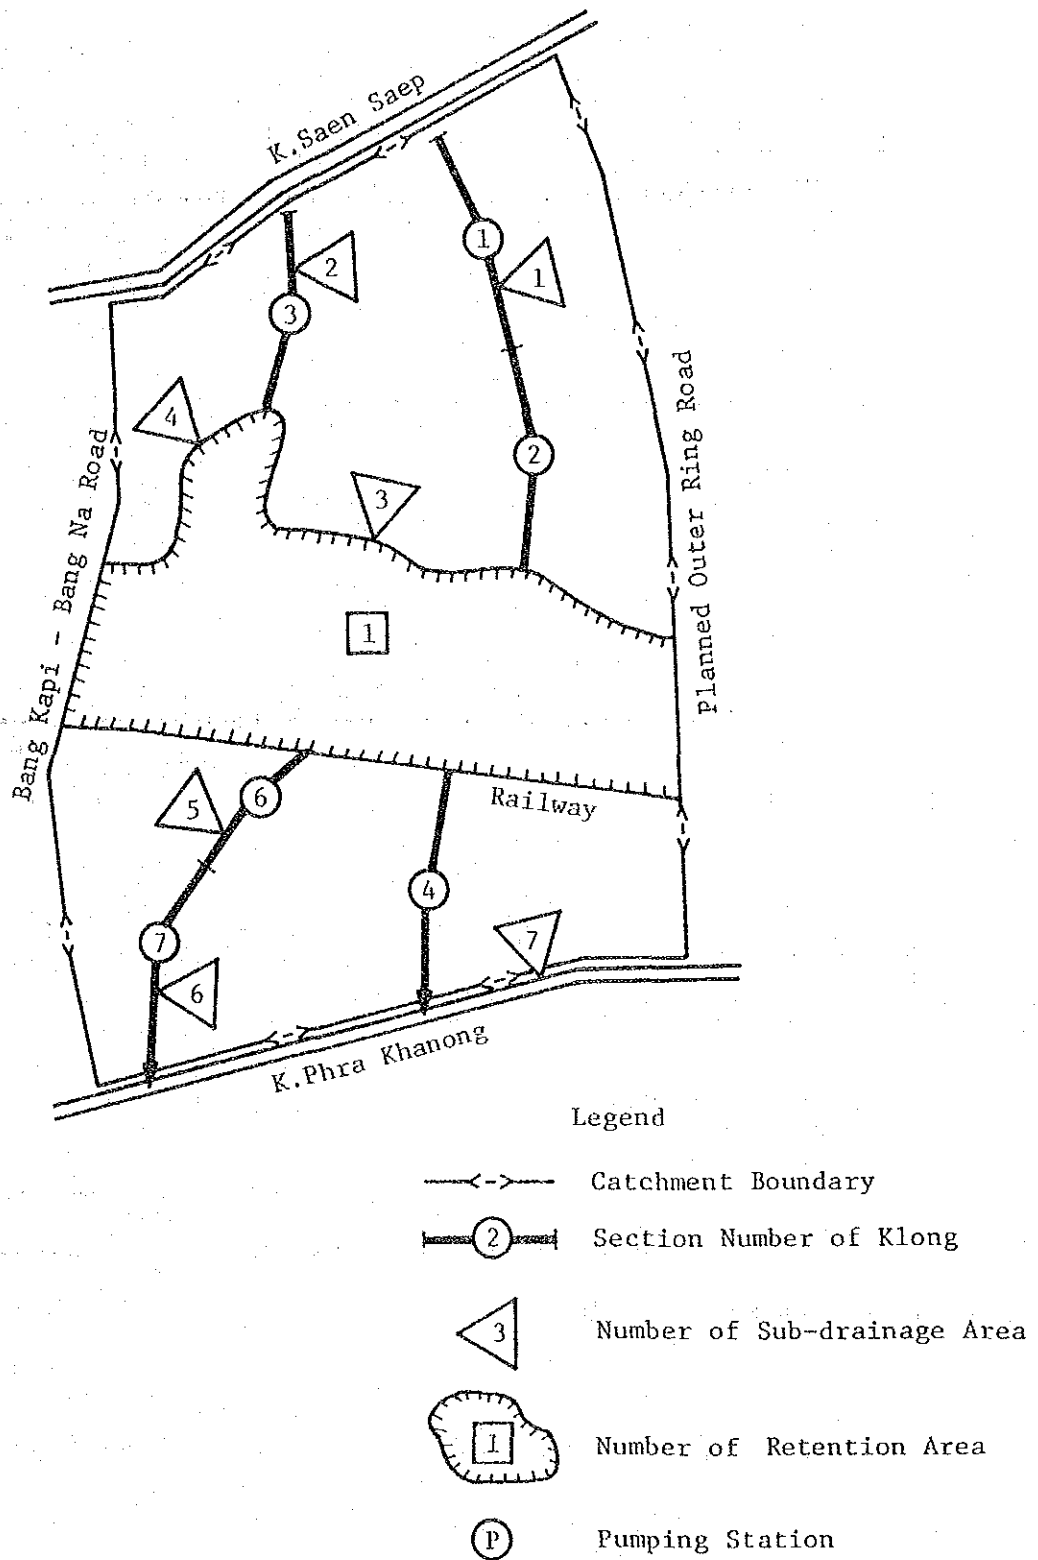 K.Saen Saep
1
2
1
3
4
2
3
Bang Kapi - Bang Na Road
Planned Outer Ring Road
1
Railway
5
6
4
7
7
6
K.Phra Khanong
Legend
Catchment Boundary
2 Section Number of Klong
3 Number of Sub-drainage Area
1 Number of Retention Area
P Pumping Station